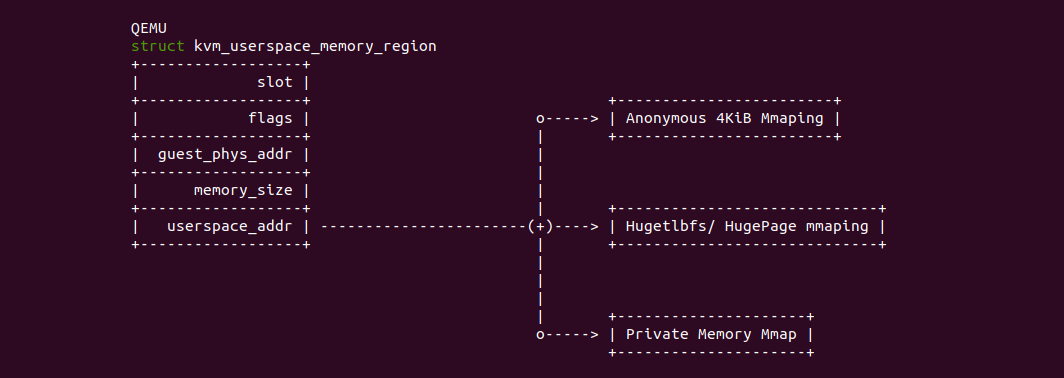 QEMU
struct kvm_userspace_memory_region
slot
flags
guest_phys_addr
memory_size
userspace_addr
Anonymous 4KiB Mmaping
Hugetlbfs/ HugePage mmaping
Private Memory Mmap